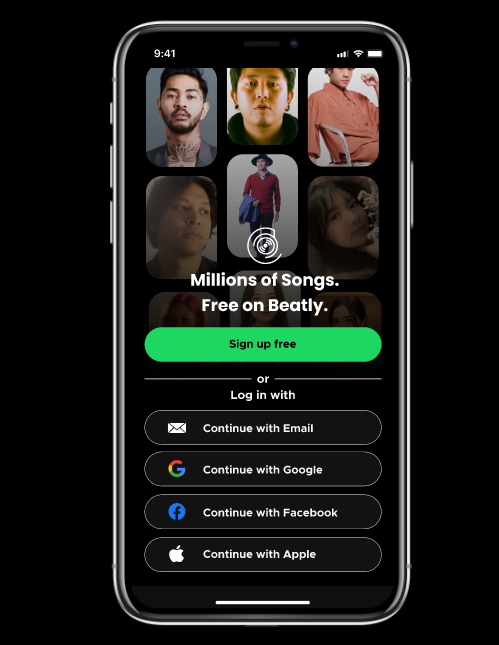 9:41
Millions of Songs.
Free on Beatly.
Sign up free
or
Log in with
Continue with Email
Continue with Google
Continue with Facebook
Continue with Apple